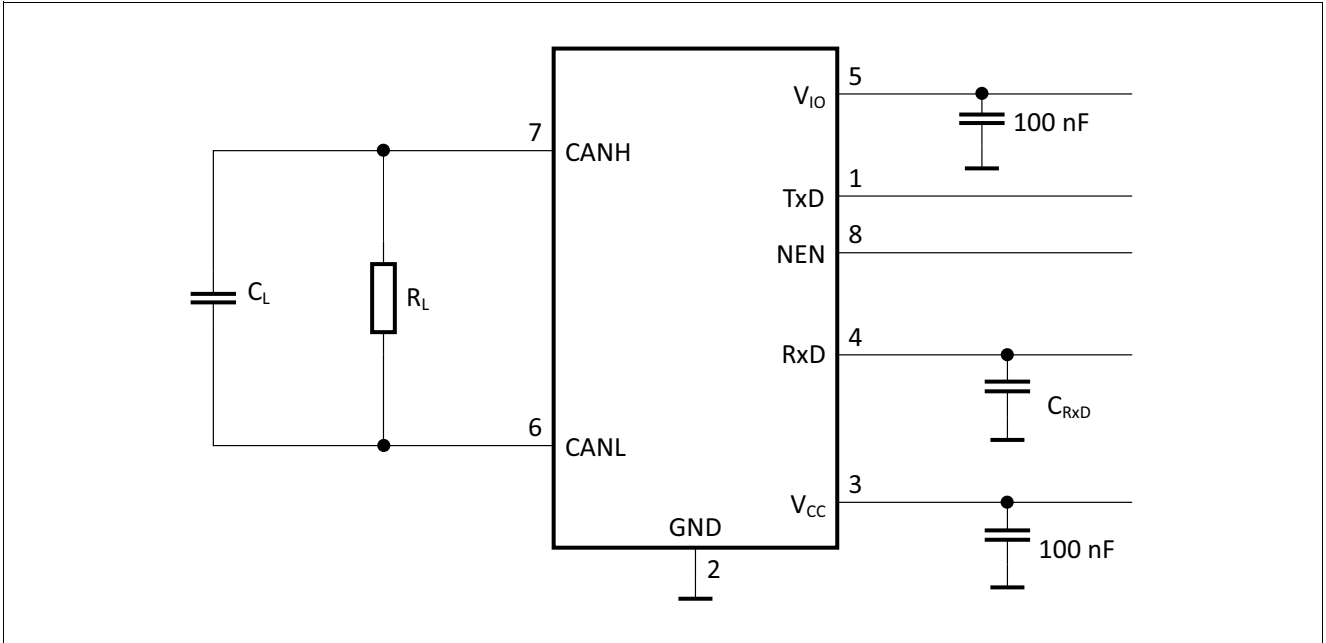 5
V_IO
100 nF
7
CANH
1
TxD
8
NEN
C_L
R_L
4
RxD
C_RxD
6
CANL
3
V_CC
GND
100 nF
2